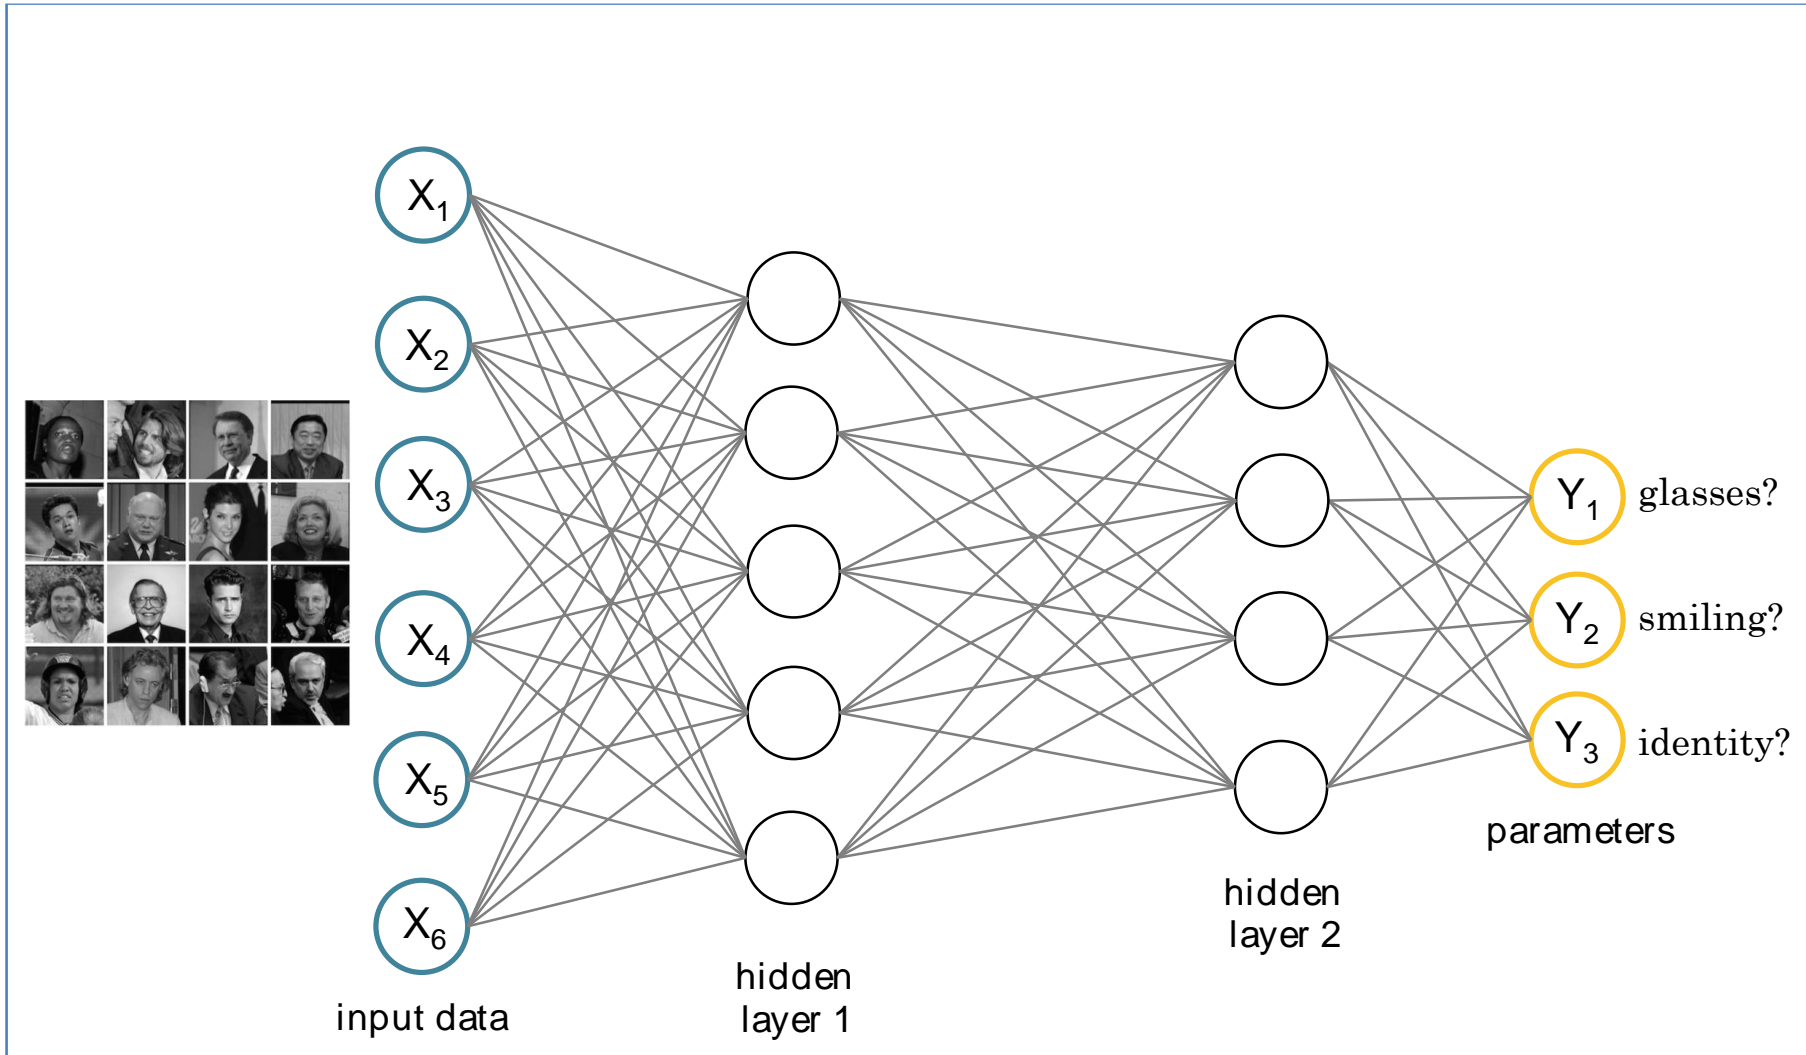 X1
X2
X3
X4
X5
X6
input data
hidden
layer 1
hidden
layer 2
Y1 glasses?
Y2 smiling?
Y3 identity?
parameters